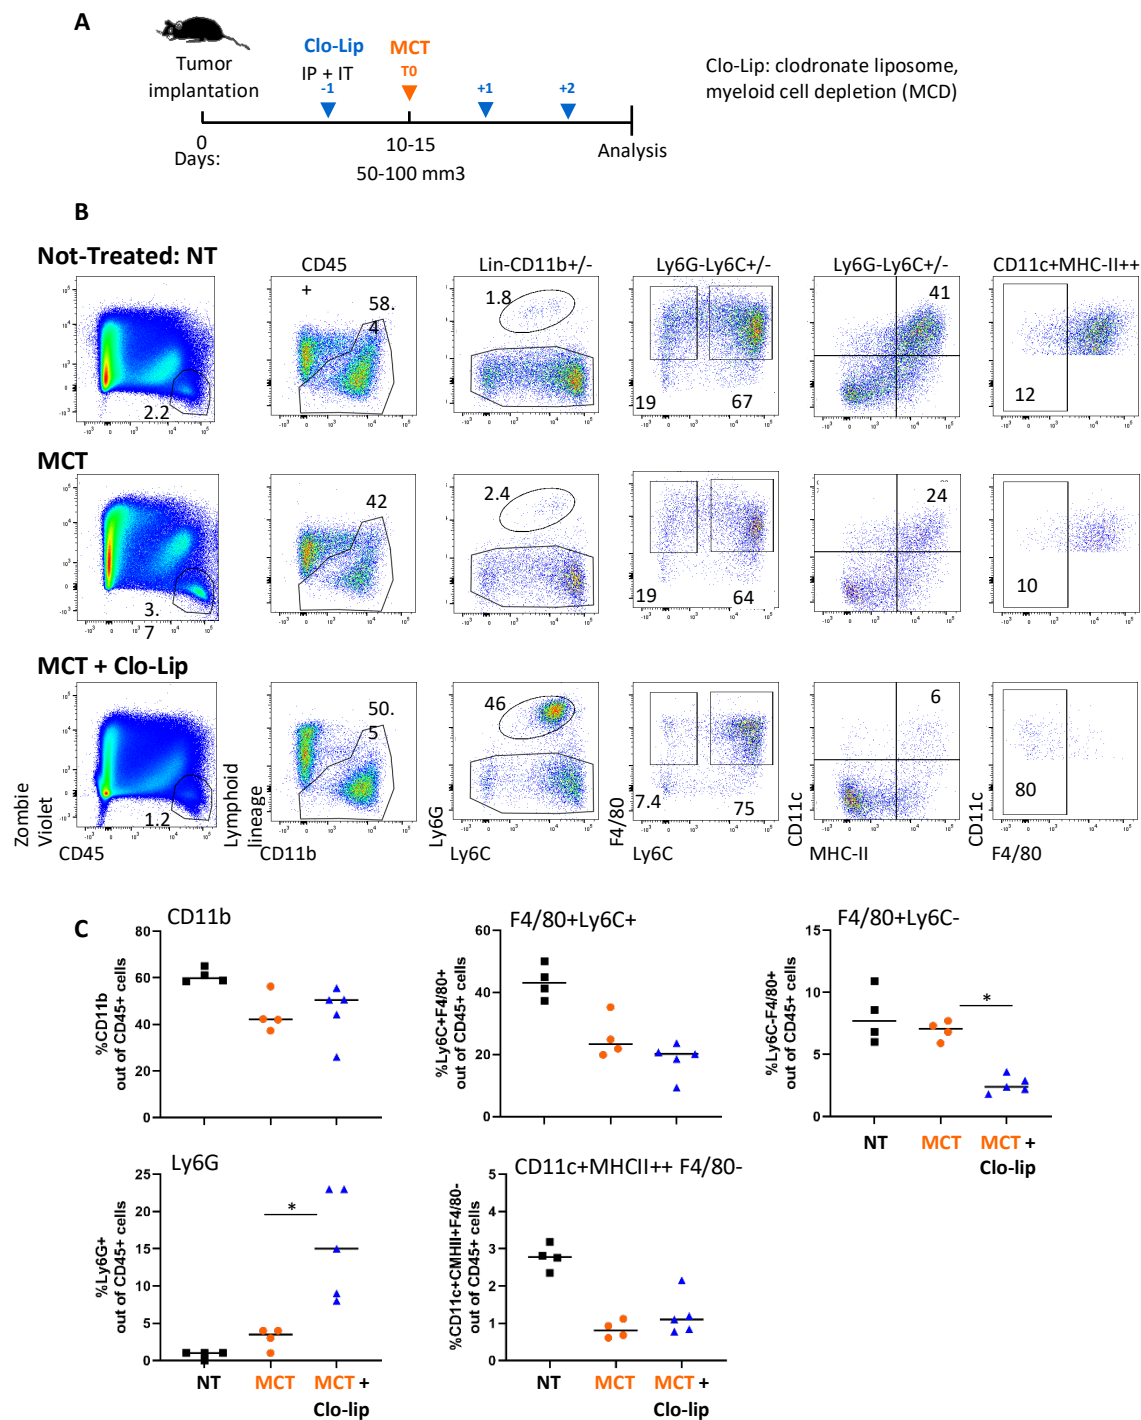 A
Clo-Lip MCT
Tumor
implantation
IP + IT T0
-1 +1 +2
Clo-Lip: clodronate liposome,
myeloid cell depletion (MCD)
0 10-15 Analysis
Days:
50-100 mm3
B
Not-Treated: NT
CD45
+
Lin-CD11b+/- Ly6G-Ly6C+/- Ly6G-Ly6C+/- CD11c+MHC-II++
2.2
58.
4
1.8
19 67
41
12
MCT
3.
7
42
2.4
19 64
24
10
MCT + Clo-Lip
1.2
50.
5
46
7.4 75
6
80
Zombie
Violet
CD45
Lymphoid
lineage
CD11b
Ly6G
Ly6C
F4/80
Ly6C
CD11c
MHC-II
CD11c
F4/80
C
CD11b
%CD11b
out of CD45+ cells
80
60
40
20
0
F4/80+Ly6C+
%Ly6C+F4/80+
out of CD45+ cells
60
40
20
0
F4/80+Ly6C-
%Ly6C-F4/80+
out of CD45+ cells
15
10
5
0
*
NT MCT MCT +
Clo-lip
Ly6G
%Ly6G+
out of CD45+ cells
25
20
15
10
5
0
*
NT MCT MCT +
Clo-lip
CD11c+MHCII++ F4/80-
%CD11c+CMHII+F4/80-
out of CD45+ cells
5
4
3
2
1
0
NT MCT MCT +
Clo-lip